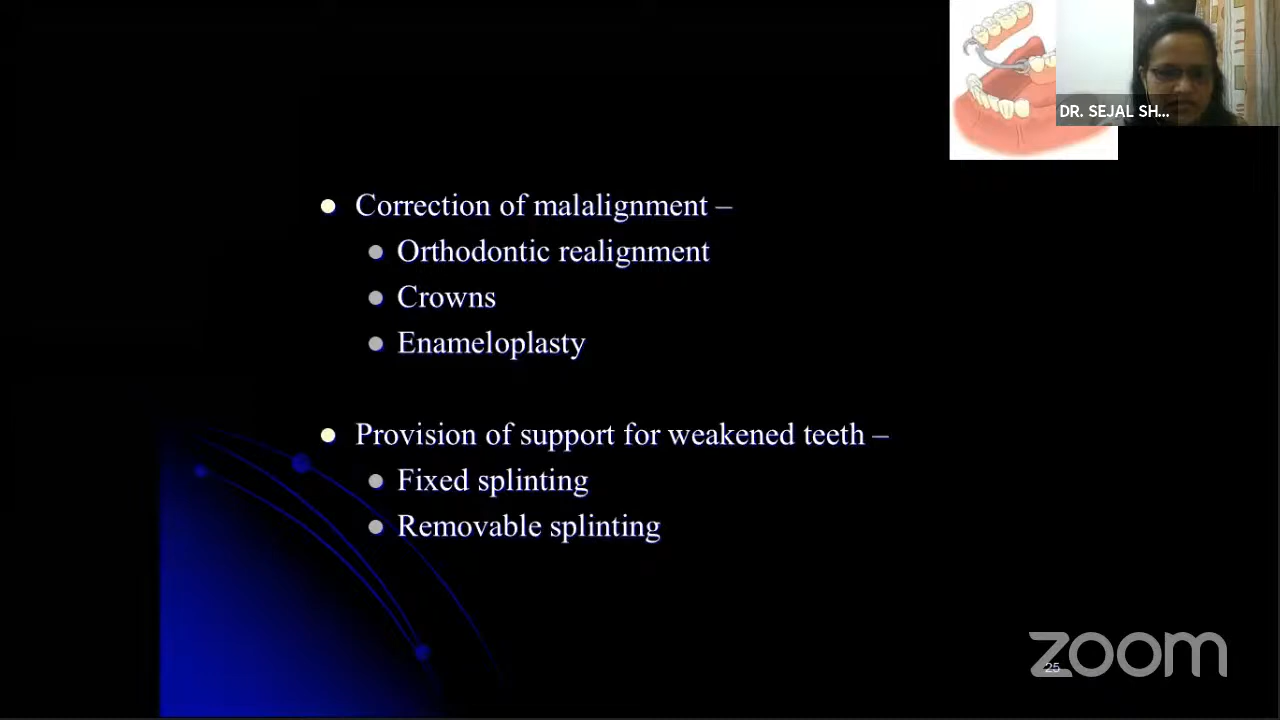 DR. SEJAL SH...
Correction of malalignment –
Orthodontic realignment
Crowns
Enameloplasty
Provision of support for weakened teeth –
Fixed splinting
Removable splinting
zoom
25